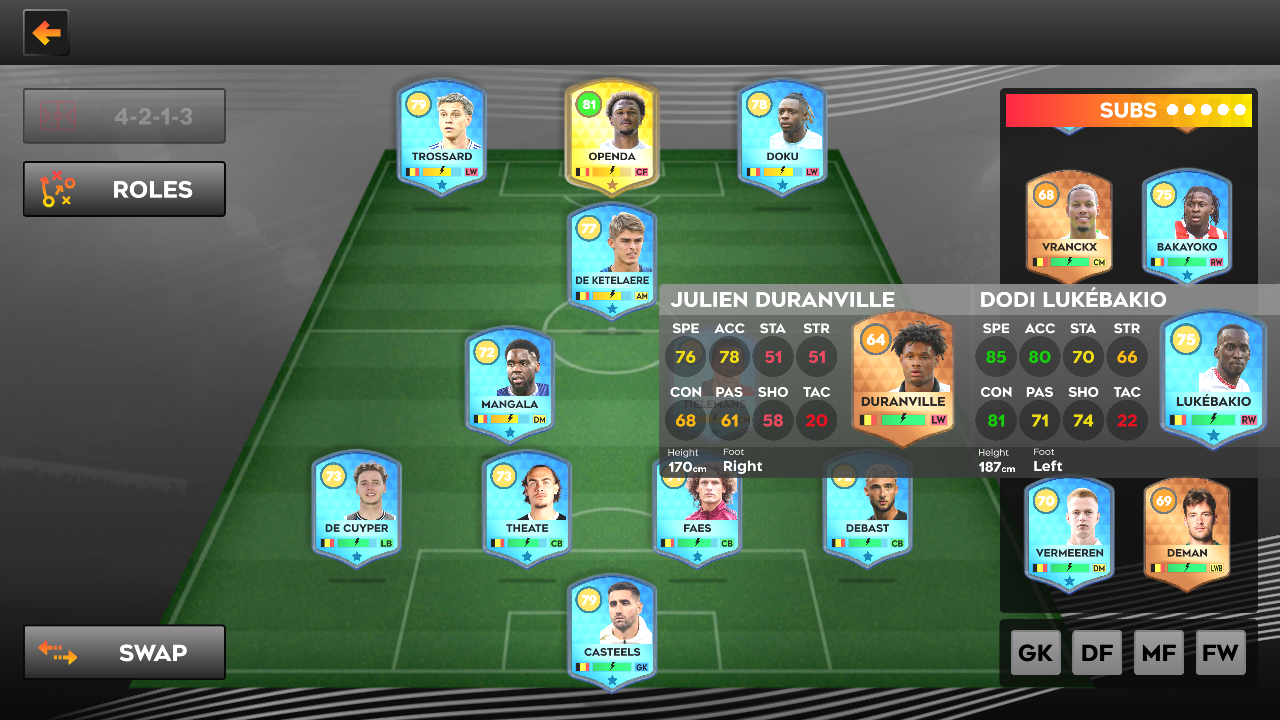 4-2-1-3
ROLES
SWAP
79
TROSSARD
LW
81
OPENDA
CF
78
DOKU
LW
77
DE KETELAERE
AM
72
MANGALA
DM
TIELEMANS
73
DE CUYPER
LB
73
THEATE
CB
FAES
CB
DEBAST
CB
79
CASTEELS
GK
SUBS
68
VRANCKX
CM
75
BAKAYOKO
RW
JULIEN DURANVILLE
SPE ACC STA STR
76 78 51 51
CON PAS SHO TAC
68 61 58 20
Height Foot
170cm Right
64
DURANVILLE
LW
DODI LUKÉBAKIO
SPE ACC STA STR
85 80 70 66
CON PAS SHO TAC
81 71 74 22
Height Foot
187cm Left
75
LUKÉBAKIO
RW
70
VERMEEREN
DM
69
DEMAN
LWB
GK DF MF FW